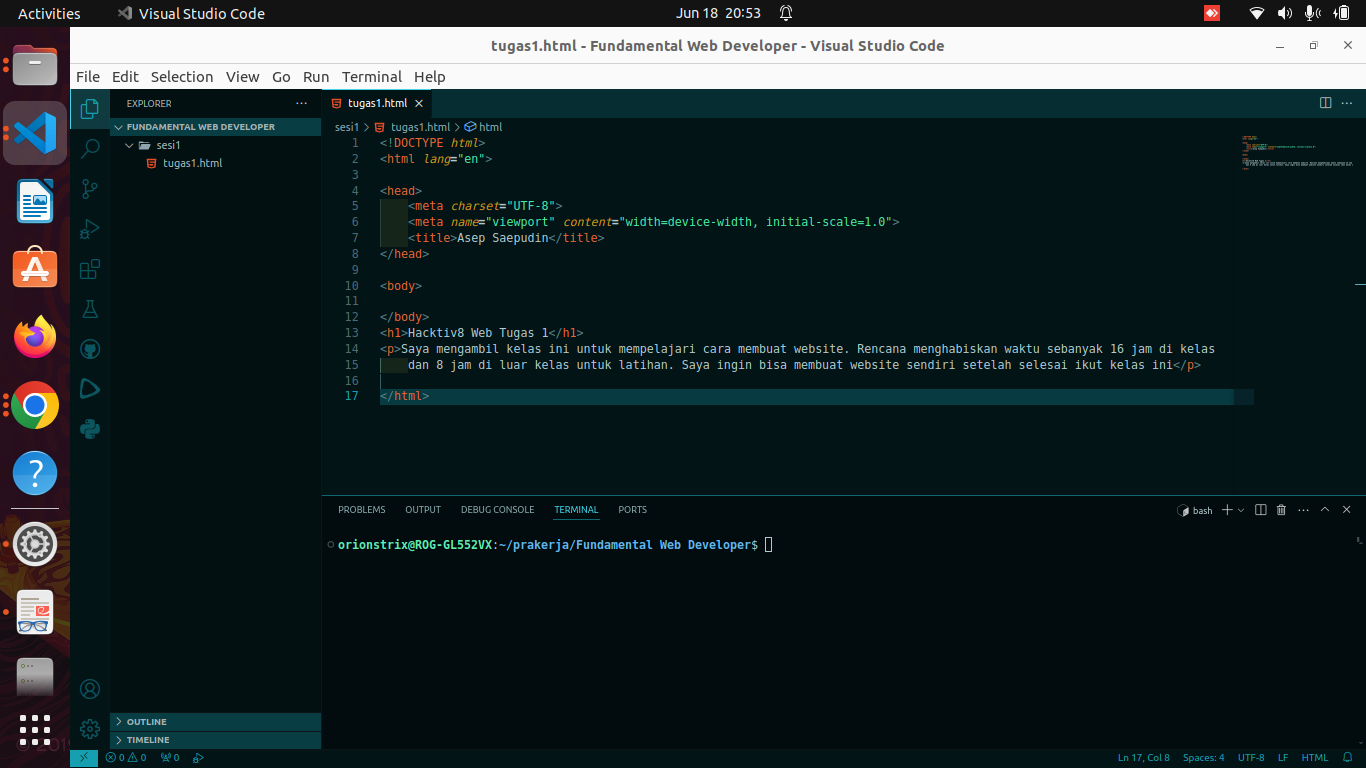 Activities
Visual Studio Code
Jun 18 20:53
tugas1.html - Fundamental Web Developer - Visual Studio Code
File Edit Selection View Go Run Terminal Help
EXPLORER
FUNDAMENTAL WEB DEVELOPER
sesi1
tugas1.html
OUTLINE
TIMELINE
tugas1.html
sesi1 > tugas1.html > html
1 <!DOCTYPE html>
2 <html lang="en">
3
4 <head>
5 <meta charset="UTF-8">
6 <meta name="viewport" content="width=device-width, initial-scale=1.0">
7 <title>Asep Saepudin</title>
8 </head>
9
10 <body>
11
12 </body>
13 <h1>Hacktiv8 Web Tugas 1</h1>
14 <p>Saya mengambil kelas ini untuk mempelajari cara membuat website. Rencana menghabiskan waktu sebanyak 16 jam di kelas
15 dan 8 jam di luar kelas untuk latihan. Saya ingin bisa membuat website sendiri setelah selesai ikut kelas ini</p>
16
17 </html>
PROBLEMS OUTPUT DEBUG CONSOLE TERMINAL PORTS
bash
orionstrix@ROG-GL552VX:~/prakerja/Fundamental Web Developer$
0 0 0
Ln 17, Col 8 Spaces: 4 UTF-8 LF HTML